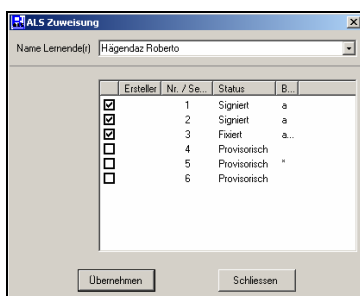 ALS Zuweisung
Name Lernende(r) Hägendaz Roberto
Ersteller Nr. / Se... Status B...
1 Signiert a
2 Signiert a
3 Fixiert a...
4 Provisorisch
5 Provisorisch *
6 Provisorisch
Übernehmen Schliessen